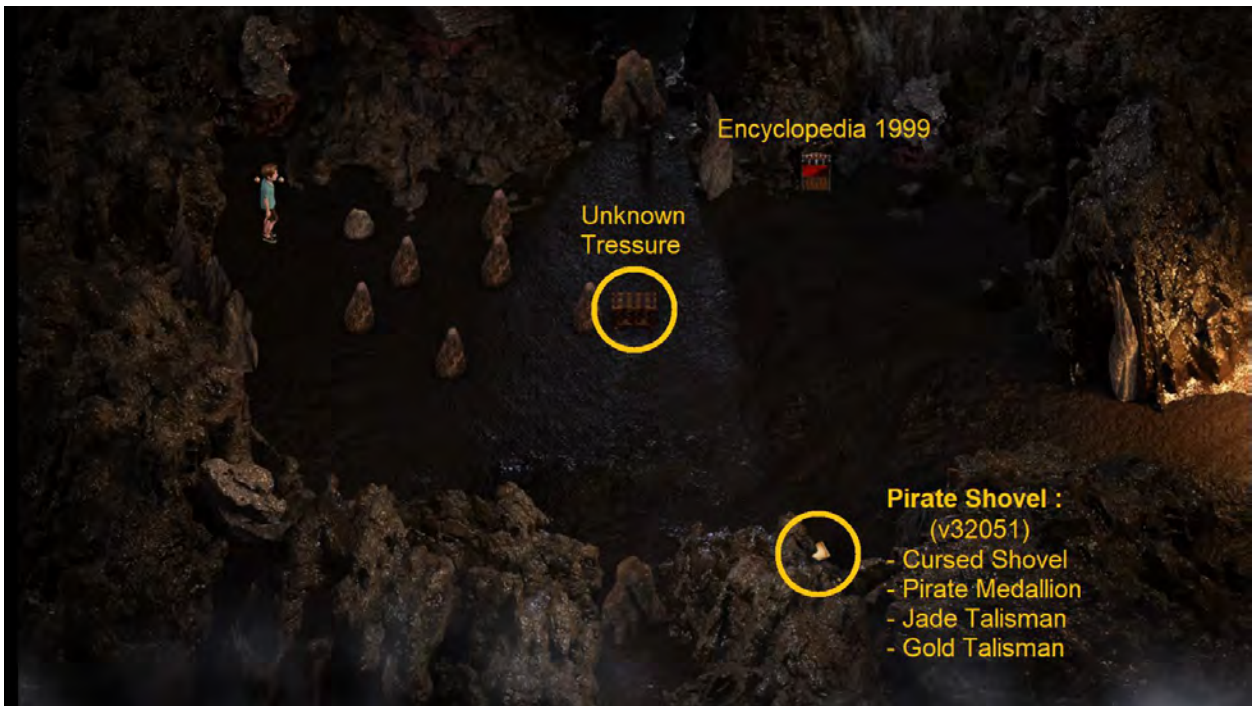 Encyclopedia 1999
Unknown
Tressure
Pirate Shovel :
(v32051)
- Cursed Shovel
- Pirate Medallion
- Jade Talisman
- Gold Talisman